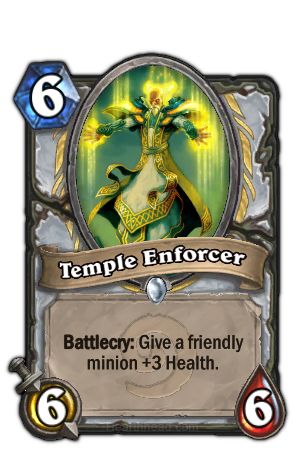 6
Temple Enforcer
Battlecry: Give a friendly
minion +3 Health.
6 6